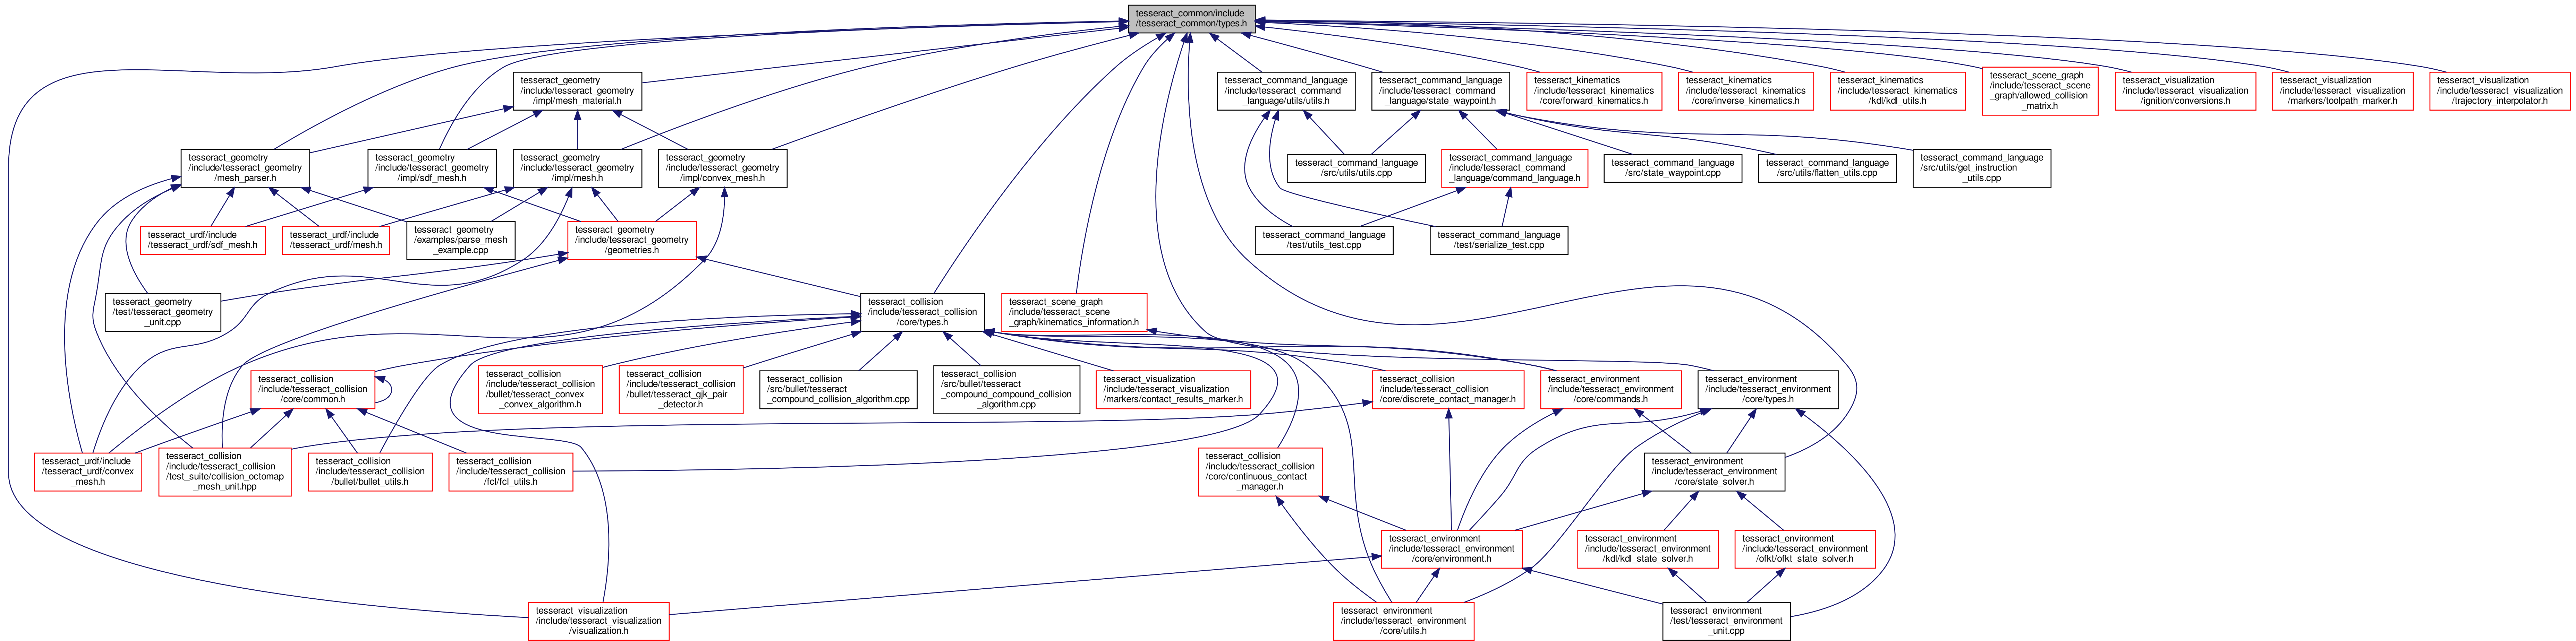 tesseract_common/include
/tesseract_common/types.h
tesseract_geometry
/include/tesseract_geometry
/impl/mesh_material.h
tesseract_command_language
/include/tesseract_command
_language/utils/utils.h
tesseract_command_language
/include/tesseract_command
_language/state_waypoint.h
tesseract_kinematics
/include/tesseract_kinematics
/core/forward_kinematics.h
tesseract_kinematics
/include/tesseract_kinematics
/core/inverse_kinematics.h
tesseract_kinematics
/include/tesseract_kinematics
/kdl/kdl_utils.h
tesseract_scene_graph
/include/tesseract_scene
_graph/allowed_collision
_matrix.h
tesseract_visualization
/include/tesseract_visualization
/ignition/conversions.h
tesseract_visualization
/include/tesseract_visualization
/markers/toolpath_marker.h
tesseract_visualization
/include/tesseract_visualization
/trajectory_interpolator.h
tesseract_geometry
/include/tesseract_geometry
/mesh_parser.h
tesseract_geometry
/include/tesseract_geometry
/impl/sdf_mesh.h
tesseract_geometry
/include/tesseract_geometry
/impl/mesh.h
tesseract_geometry
/include/tesseract_geometry
/impl/convex_mesh.h
tesseract_command_language
/src/utils/utils.cpp
tesseract_command_language
/include/tesseract_command
_language/command_language.h
tesseract_command_language
/src/state_waypoint.cpp
tesseract_command_language
/src/utils/flatten_utils.cpp
tesseract_command_language
/src/utils/get_instruction
_utils.cpp
tesseract_urdf/include
/tesseract_urdf/sdf_mesh.h
tesseract_urdf/include
/tesseract_urdf/mesh.h
tesseract_geometry
/examples/parse_mesh
_example.cpp
tesseract_geometry
/include/tesseract_geometry
/geometries.h
tesseract_command_language
/test/utils_test.cpp
tesseract_command_language
/test/serialize_test.cpp
tesseract_geometry
/test/tesseract_geometry
_unit.cpp
tesseract_collision
/include/tesseract_collision
/core/types.h
tesseract_scene_graph
/include/tesseract_scene
_graph/kinematics_information.h
tesseract_collision
/include/tesseract_collision
/core/common.h
tesseract_collision
/include/tesseract_collision
/bullet/tesseract_convex
_convex_algorithm.h
tesseract_collision
/include/tesseract_collision
/bullet/tesseract_gjk_pair
_detector.h
tesseract_collision
/src/bullet/tesseract
_compound_collision_algorithm.cpp
tesseract_collision
/src/bullet/tesseract
_compound_compound_collision
_algorithm.cpp
tesseract_visualization
/include/tesseract_visualization
/markers/contact_results_marker.h
tesseract_collision
/include/tesseract_collision
/core/discrete_contact_manager.h
tesseract_environment
/include/tesseract_environment
/core/commands.h
tesseract_environment
/include/tesseract_environment
/core/types.h
tesseract_urdf/include
/tesseract_urdf/convex
_mesh.h
tesseract_collision
/include/tesseract_collision
/test_suite/collision_octomap
_mesh_unit.hpp
tesseract_collision
/include/tesseract_collision
/bullet/bullet_utils.h
tesseract_collision
/include/tesseract_collision
/fcl/fcl_utils.h
tesseract_collision
/include/tesseract_collision
/core/continuous_contact
_manager.h
tesseract_environment
/include/tesseract_environment
/core/state_solver.h
tesseract_environment
/include/tesseract_environment
/core/environment.h
tesseract_environment
/include/tesseract_environment
/kdl/kdl_state_solver.h
tesseract_environment
/include/tesseract_environment
/ofkt/ofkt_state_solver.h
tesseract_visualization
/include/tesseract_visualization
/visualization.h
tesseract_environment
/include/tesseract_environment
/core/utils.h
tesseract_environment
/test/tesseract_environment
_unit.cpp